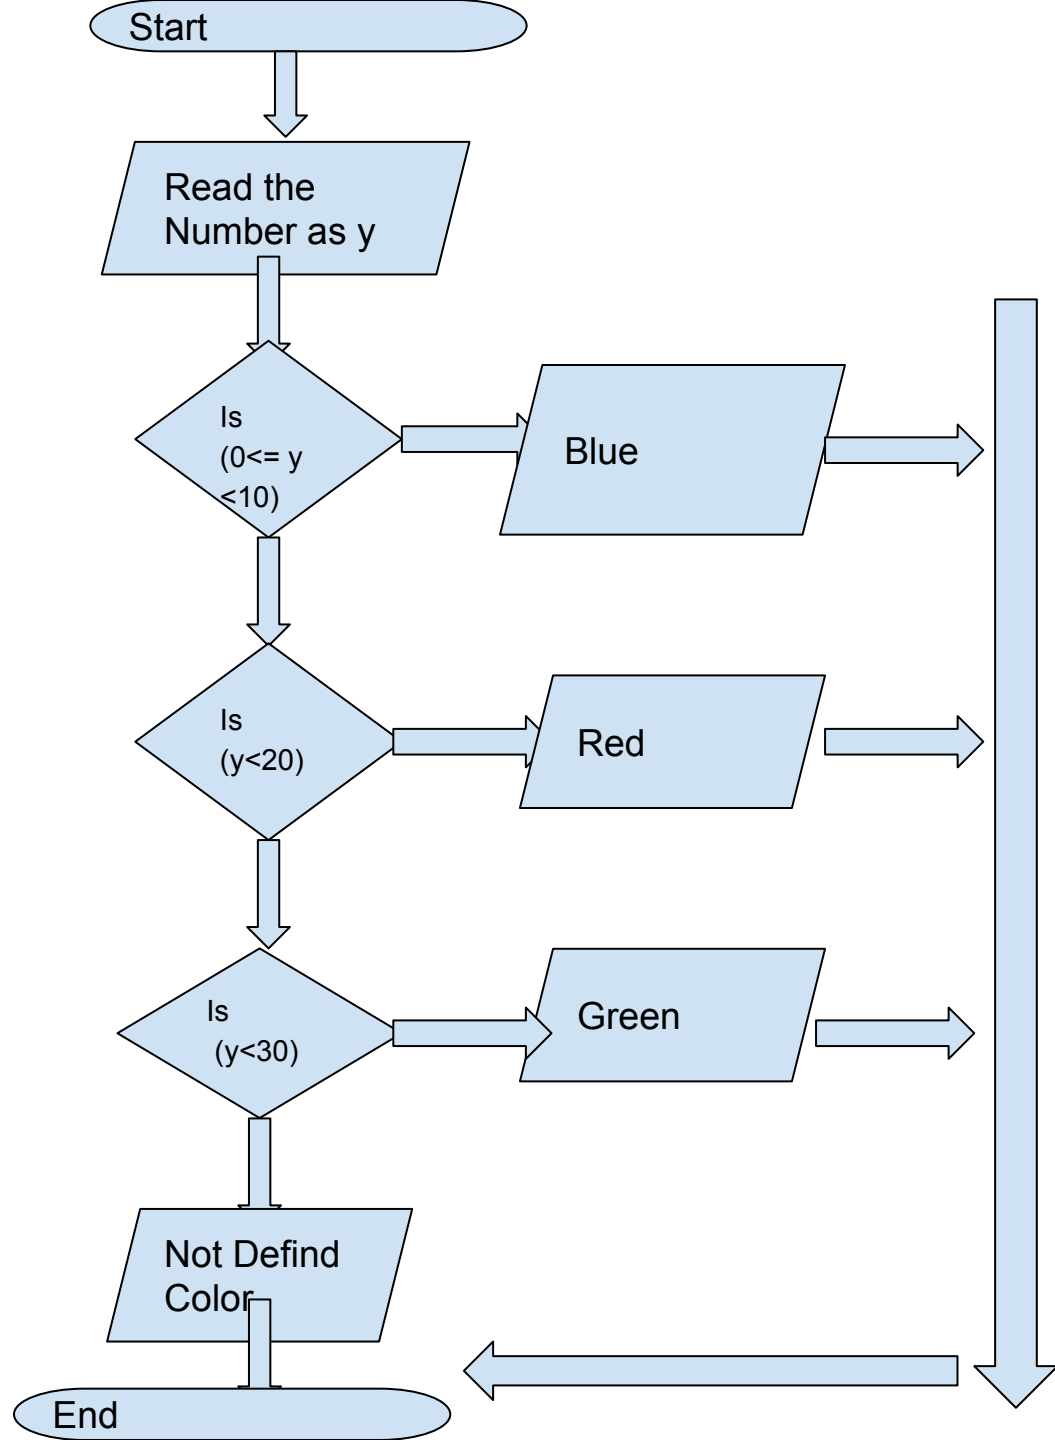 Start
Read the
Number as y
Is
(0<= y
<10)
Blue
Is
(y<20)
Red
Is
(y<30)
Green
Not Defind
Color
End